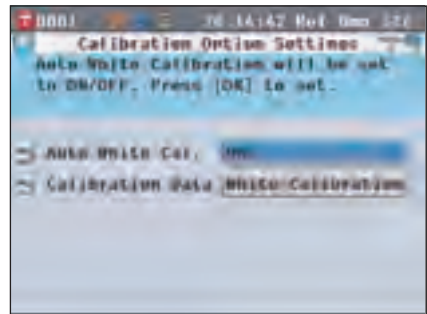 Calibration Option Settings
Auto White Calibration will be set
to ON/OFF. Press [OK] to set.
Auto White Cal.
Calibration Data White Calibration